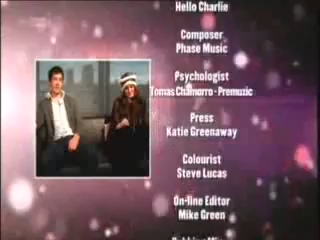 Hello Charlie
Composer
Phase Music
Psychologist
Tomas Chamorro - Premuzic
Press
Katie Greenaway
Colourist
Steve Lucas
On-line Editor
Mike Green